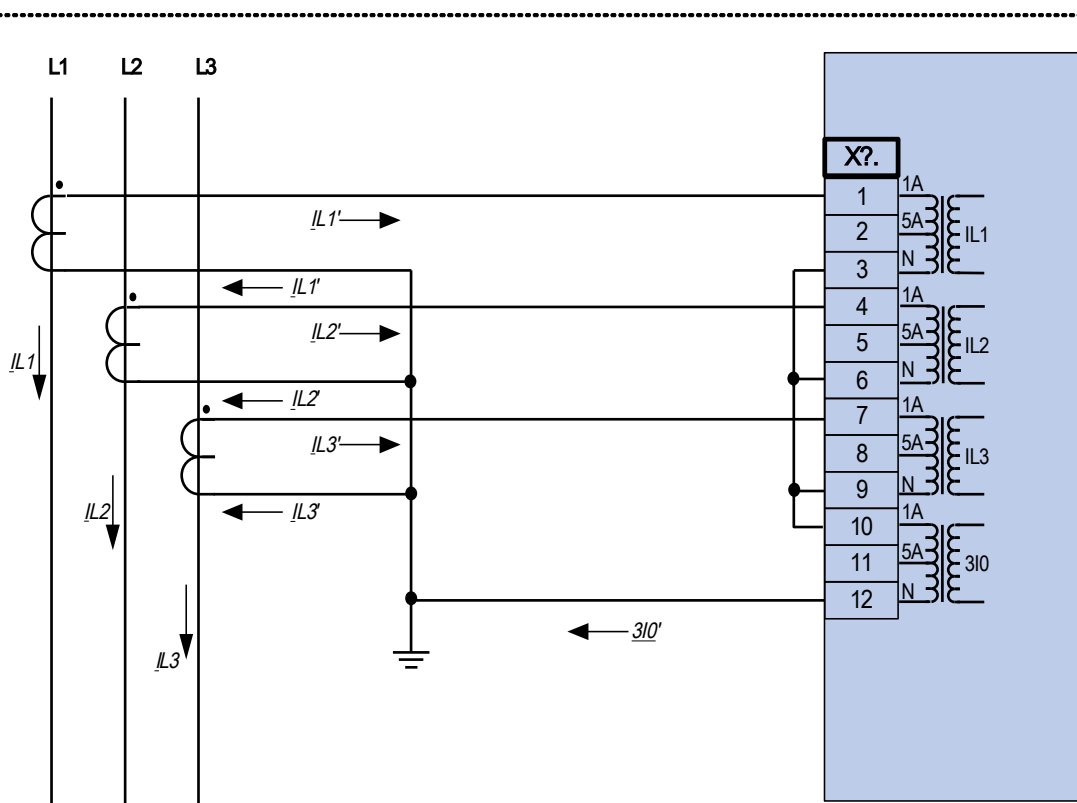 L1 L2 L3
X?.
1 1A
2 5A IL1
3 N
4 1A
5 5A IL2
6 N
7 1A
8 5A IL3
9 N
10 1A
11 5A 3I0
12 N
IL1'
IL1'
IL2'
IL1
IL2'
IL3'
IL2
IL3'
3I0'
IL3